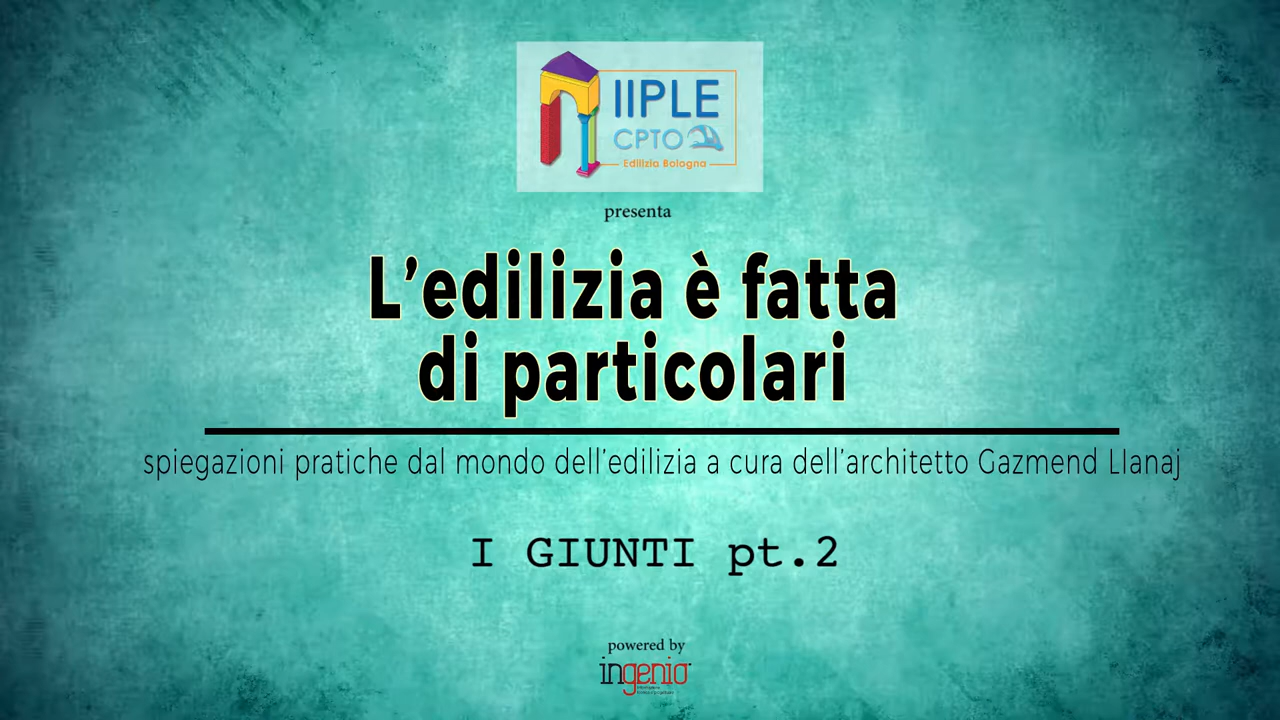 IIPLE
CPTO
Edilizia Bologna
presenta
L'edilizia è fatta
di particolari
spiegazioni pratiche dal mondo dell'edilizia a cura dell'architetto Gazmend LIanaj
I GIUNTI pt.2
powered by
ingenio